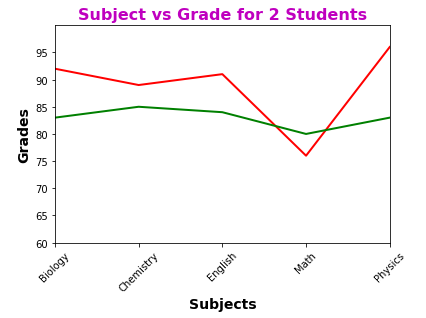 Subject vs Grade for 2 Students
Grades
95
90
85
80
75
70
65
60
Biology
Chemistry
English
Math
Physics
Subjects